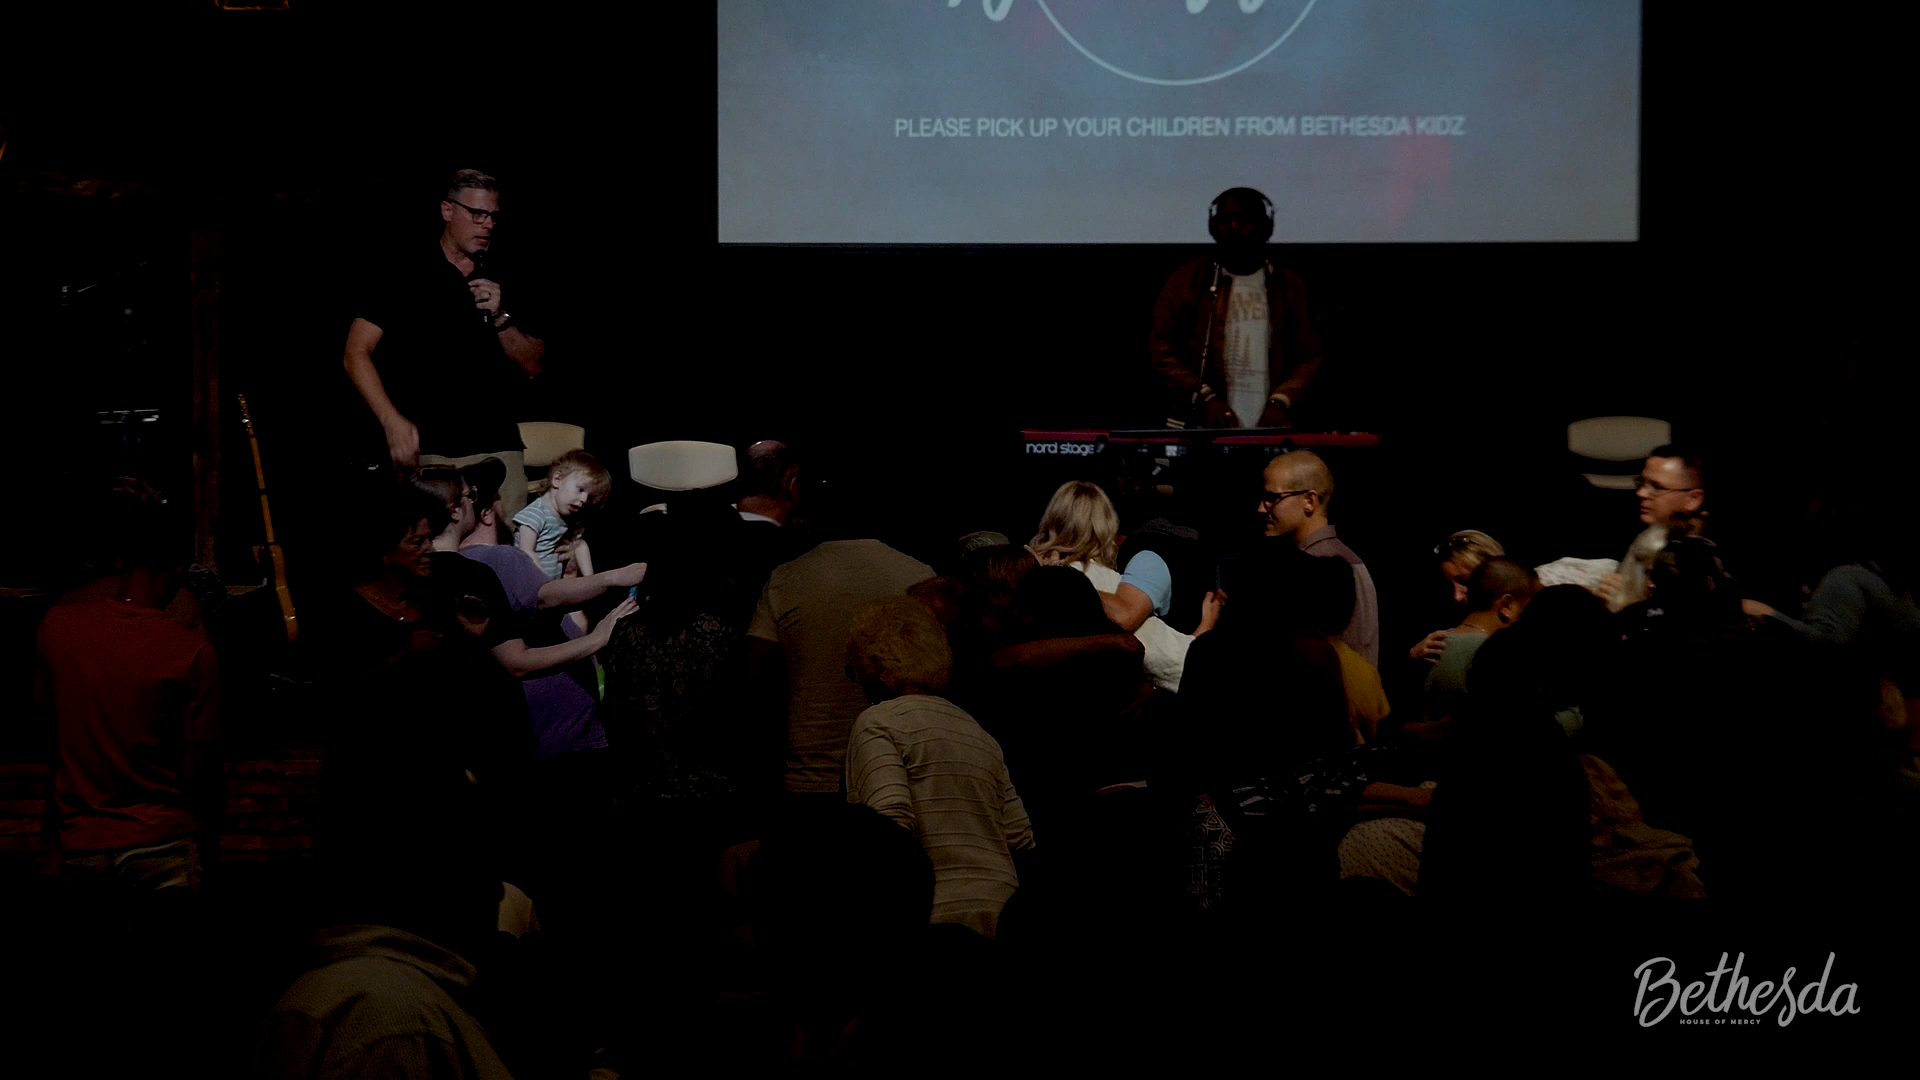 PLEASE PICK UP YOUR CHILDREN FROM BETHESDA KIDZ
nord stage
Bethesda
HOUSE OF MERCY